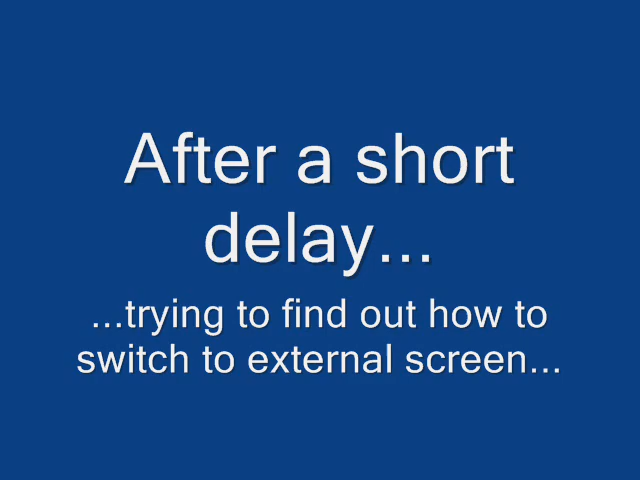 After a short
delay...
...trying to find out how to
switch to external screen...